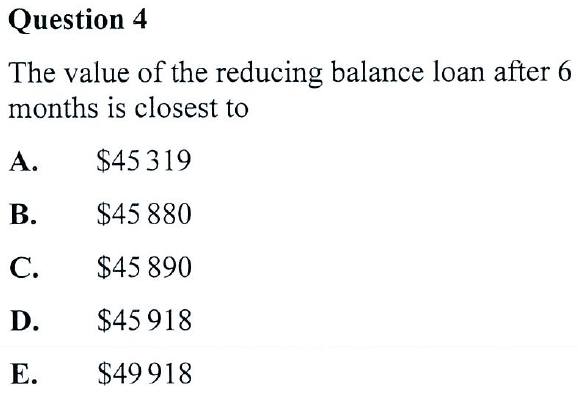 Question 4
The value of the reducing balance loan after 6
months is closest to
A. $45 319
B. $45 880
C. $45 890
D. $45 918
E. $49 918